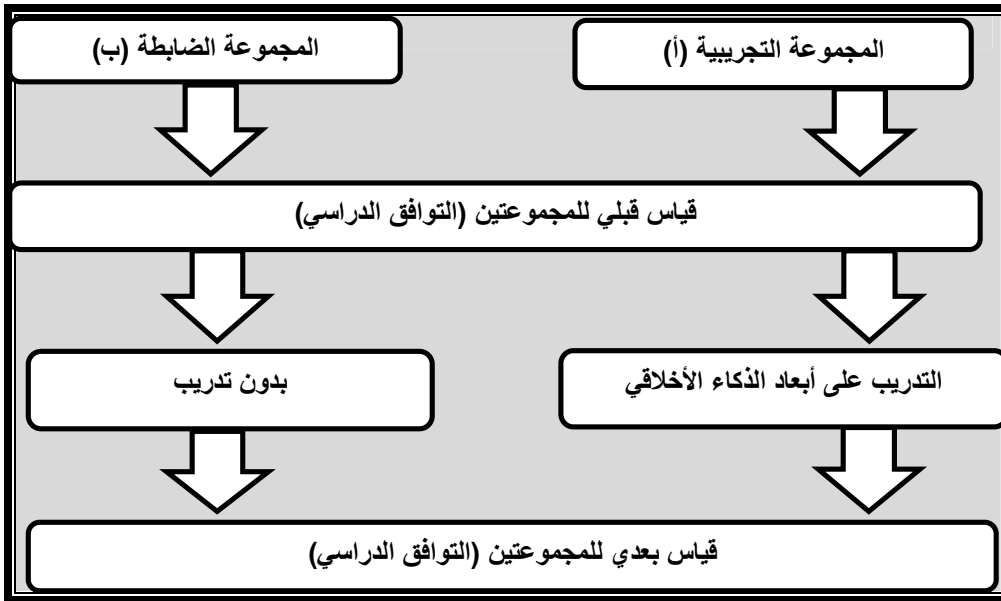 المجموعة التجريبية (أ)
المجموعة الضابطة (ب)
قياس قبلي للمجموعتين (التوافق الدراسي)
التدريب على أبعاد الذكاء الأخلاقي
بدون تدريب
قياس بعدي للمجموعتين (التوافق الدراسي)